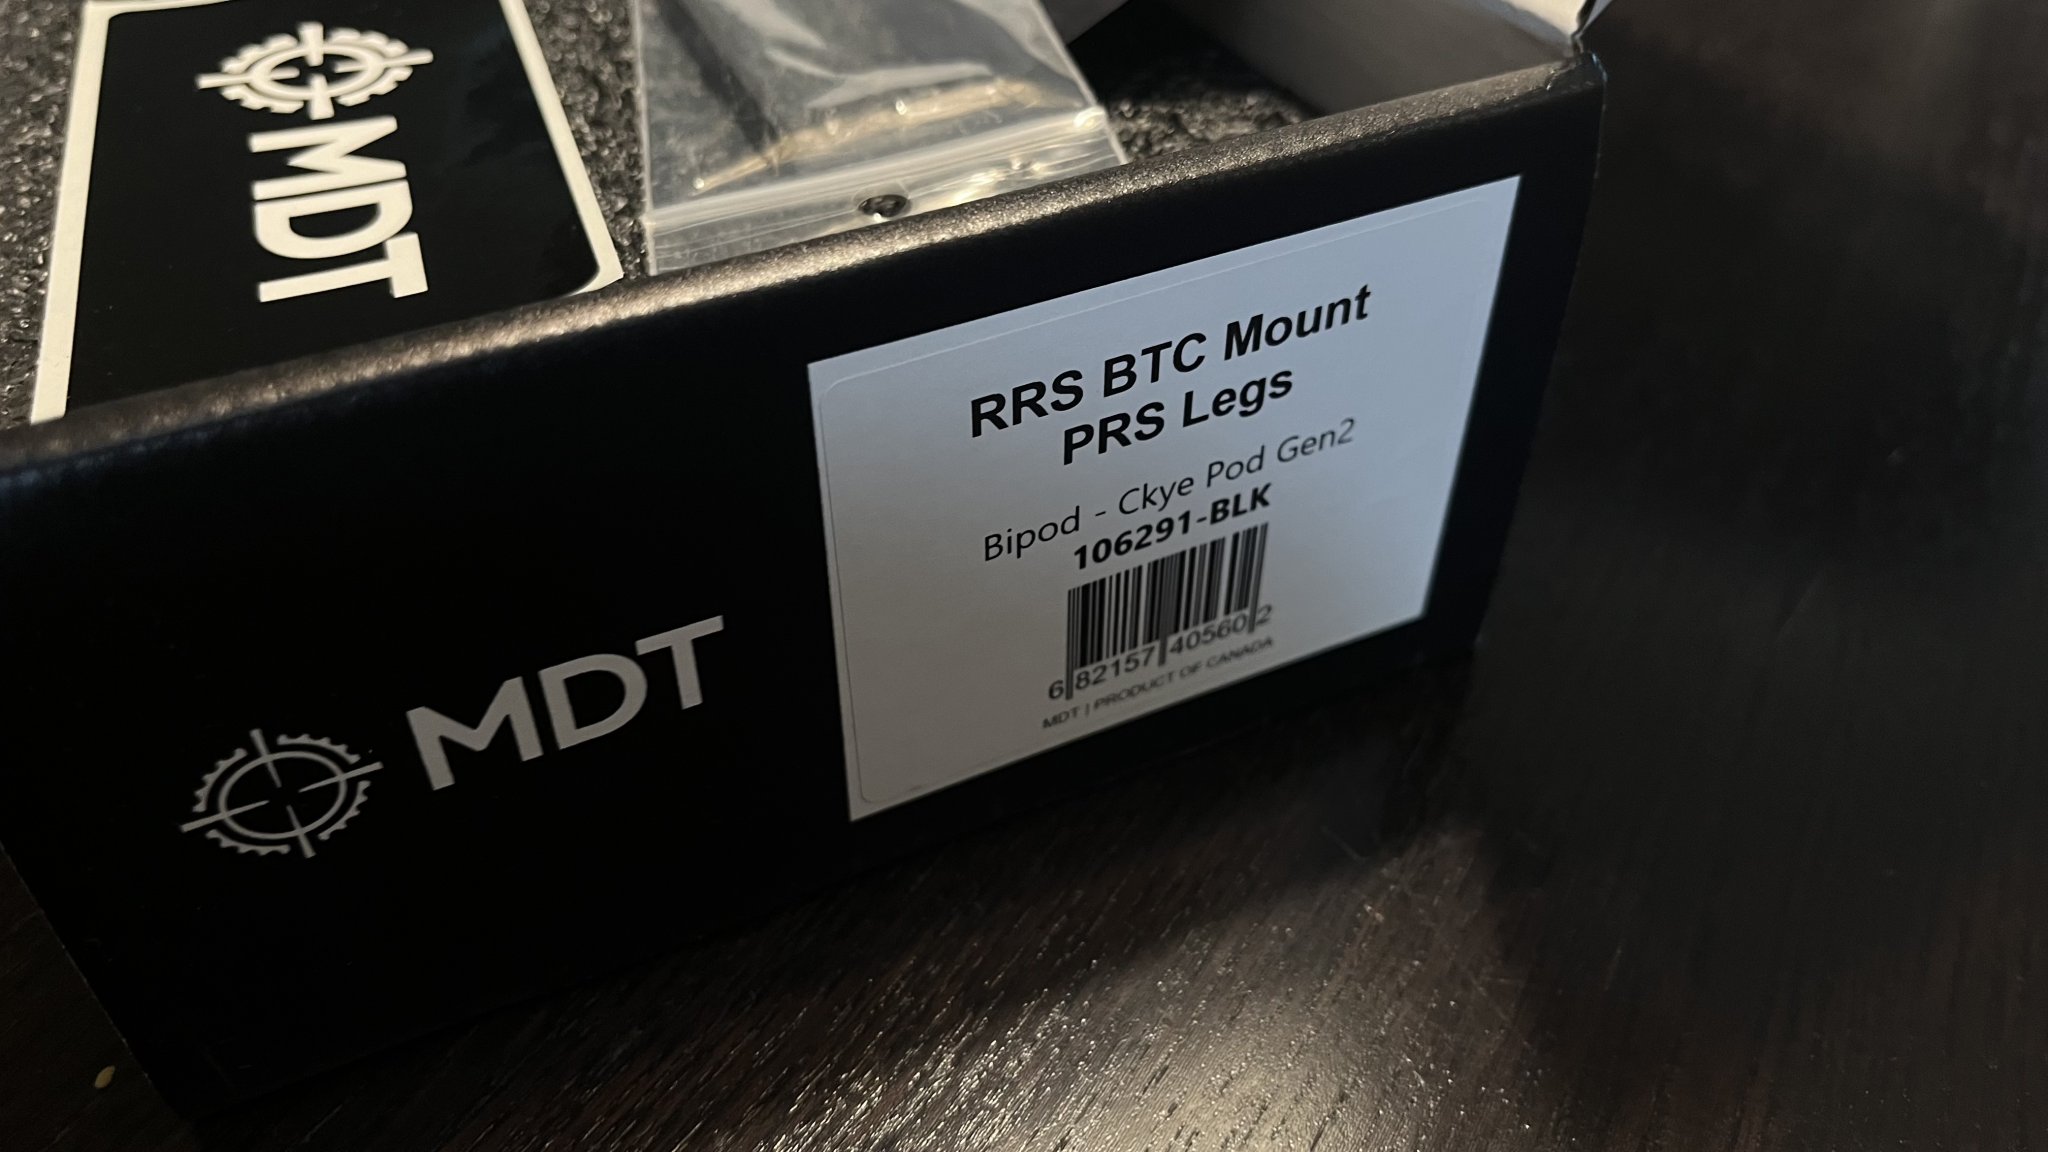 MDT
RRS BTC Mount
PRS Legs
Bipod - Ckye Pod Gen2
106291-BLK
6 82157 40560 2
MDT | PRODUCT OF CANADA
MDT